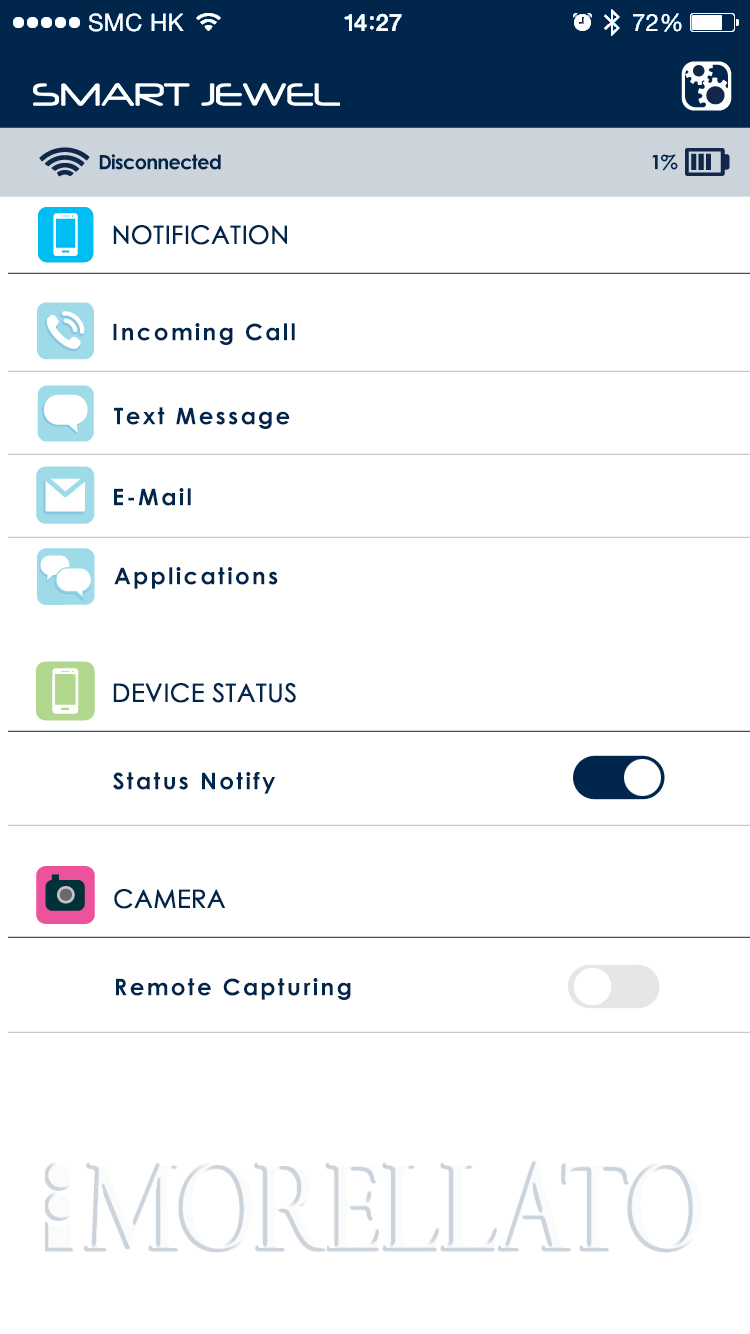 SMC HK 14:27 72%
SMART JEWEL
Disconnected 1%
NOTIFICATION
Incoming Call
Text Message
E-Mail
Applications
DEVICE STATUS
Status Notify
CAMERA
Remote Capturing
MORELLATO